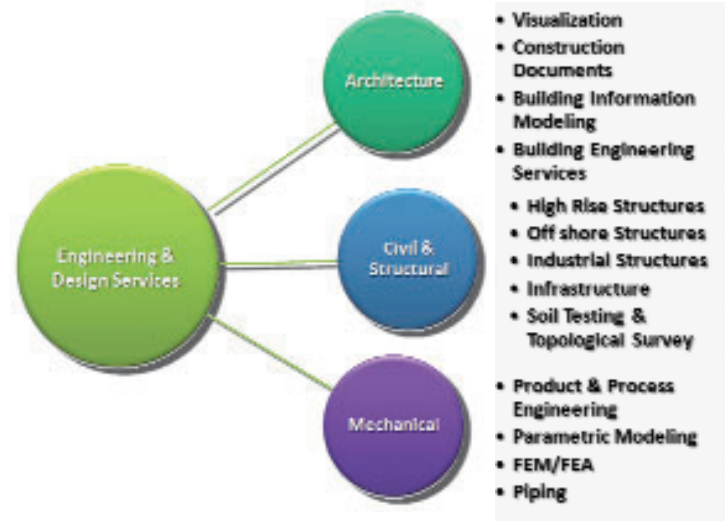 Engineering &
Design Services
Architecture
• Visualization
• Construction
Documents
• Building Information
Modeling
• Building Engineering
Services
Civil &
Structural
• High Rise Structures
• Off shore Structures
• Industrial Structures
• Infrastructure
• Soil Testing &
Topological Survey
Mechanical
• Product & Process
Engineering
• Parametric Modeling
• FEM/FEA
• Piping